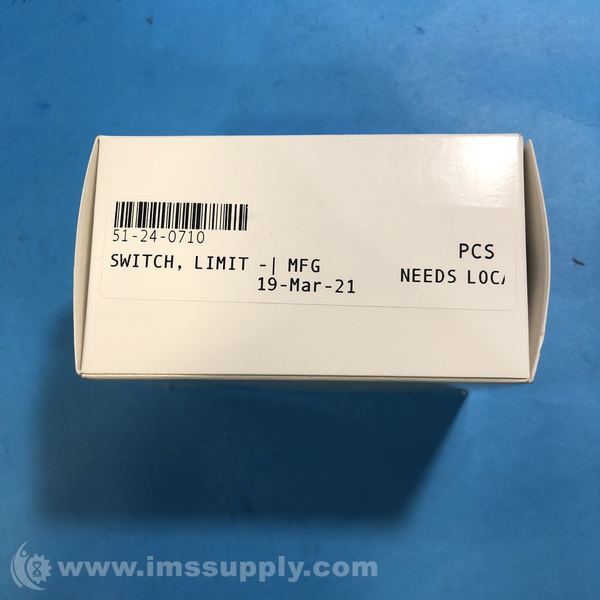 51-24-0710
PCS
SWITCH, LIMIT -| MFG
NEEDS LOCA
19-Mar-21
www.imssupply.com